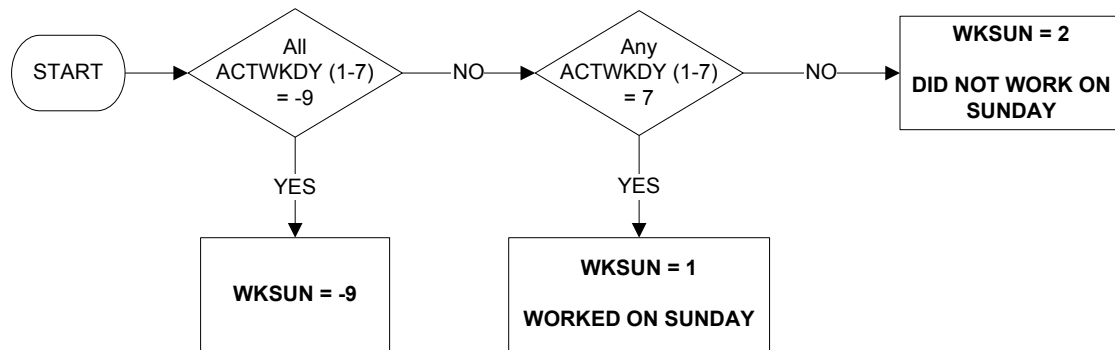 START
All
ACTWKDY (1-7)
= -9
NO
Any
ACTWKDY (1-7)
= 7
NO
WKSUN = 2
DID NOT WORK ON
SUNDAY
YES
YES
WKSUN = -9
WKSUN = 1
WORKED ON SUNDAY